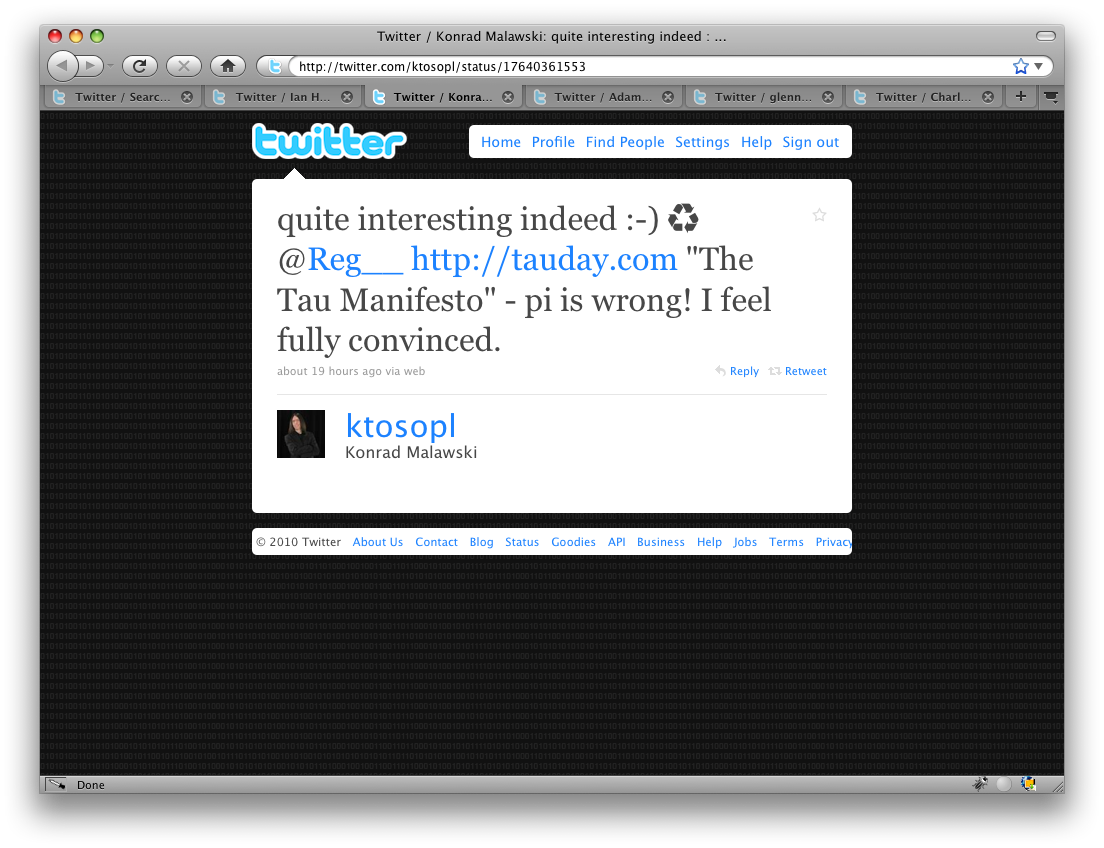 Twitter / Konrad Malawski: quite interesting indeed : ...
http://twitter.com/ktosopl/status/17640361553
Twitter / Searc... Twitter / Ian H... Twitter / Konra... Twitter / Adam... Twitter / glenn... Twitter / Charl... +
twitter
Home Profile Find People Settings Help Sign out
quite interesting indeed :-) ♻
@Reg__ http://tauday.com "The
Tau Manifesto" - pi is wrong! I feel
fully convinced.
about 19 hours ago via web Reply Retweet
ktosopl
Konrad Malawski
© 2010 Twitter About Us Contact Blog Status Goodies API Business Help Jobs Terms Privacy
Done